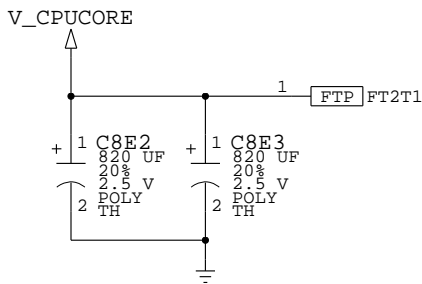 V_CPUCORE
1 FTP FT2T1
+ 1 C8E2
820 UF
20%
2.5 V
2 POLY
TH
+ 1 C8E3
820 UF
20%
2.5 V
2 POLY
TH